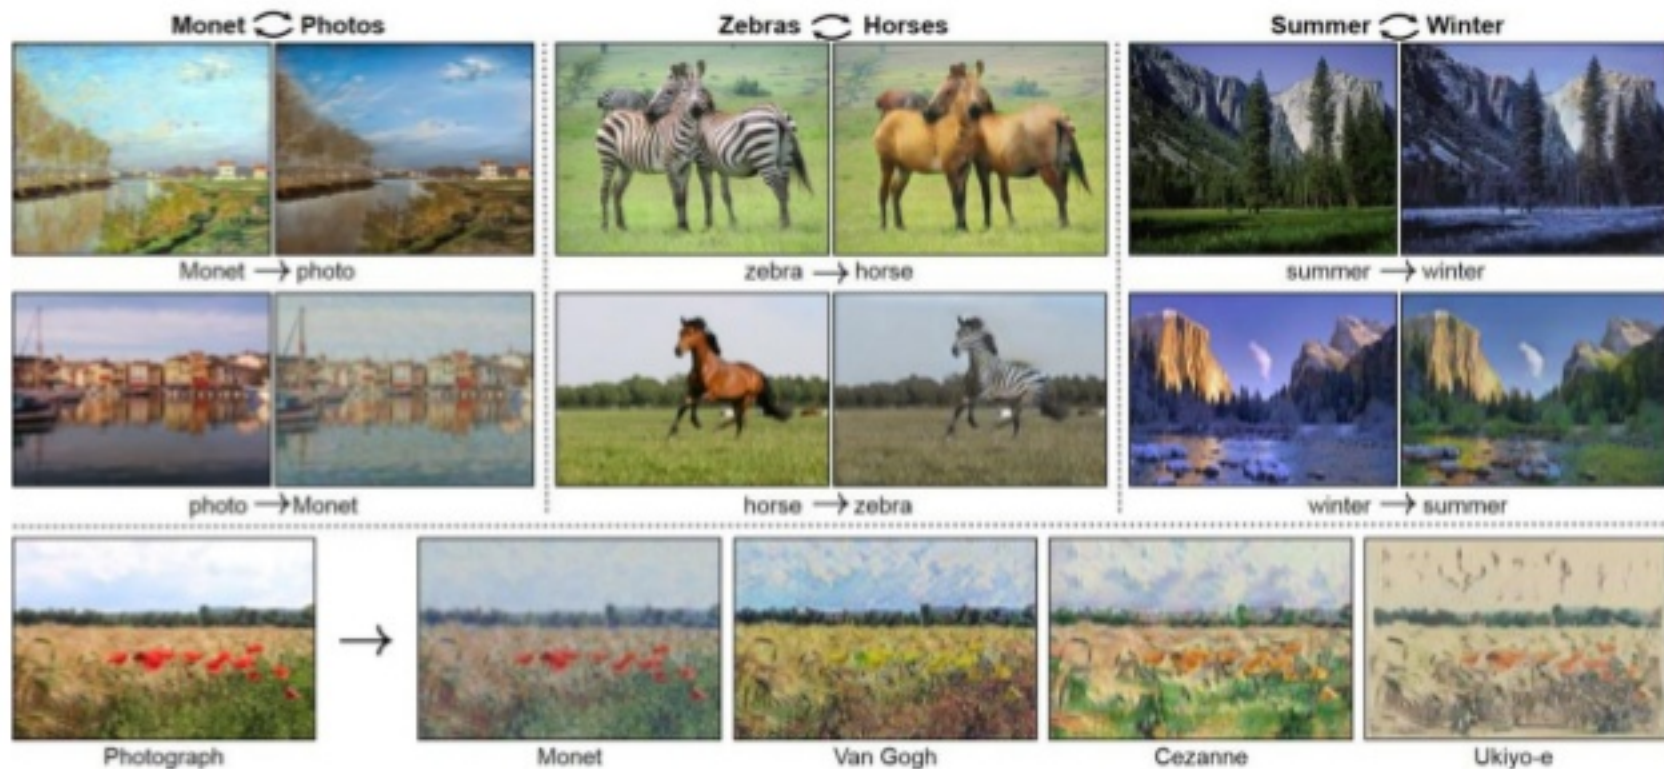 Monet Photos
Zebras Horses
Summer Winter
Monet → photo
zebra → horse
summer → winter
photo → Monet
horse → zebra
winter → summer
Photograph
Monet
Van Gogh
Cezanne
Ukiyo-e